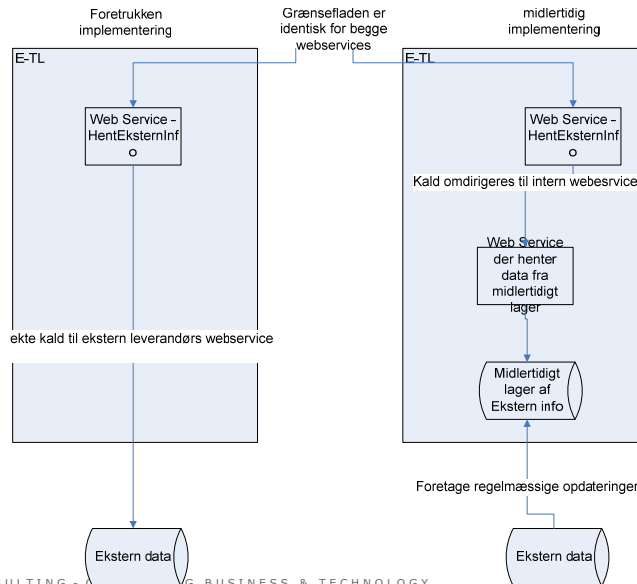 Foretrukken
implementering
Grænsefladen er
identisk for begge
webservices
midlertidig
implementering
E-TL
Web Service -
HentEksternInf
o
ekte kald til ekstern leverandørs webservice
Ekstern data
E-TL
Web Service -
HentEksternInf
o
Kald omdirigeres til intern webesrvice
Web Service
der henter
data fra
midlertidigt
lager
Midlertidigt
lager af
Ekstern info
Foretage regelmæssige opdateringer
Ekstern data
ULTING - G BUSINESS & TECHNOLOGY